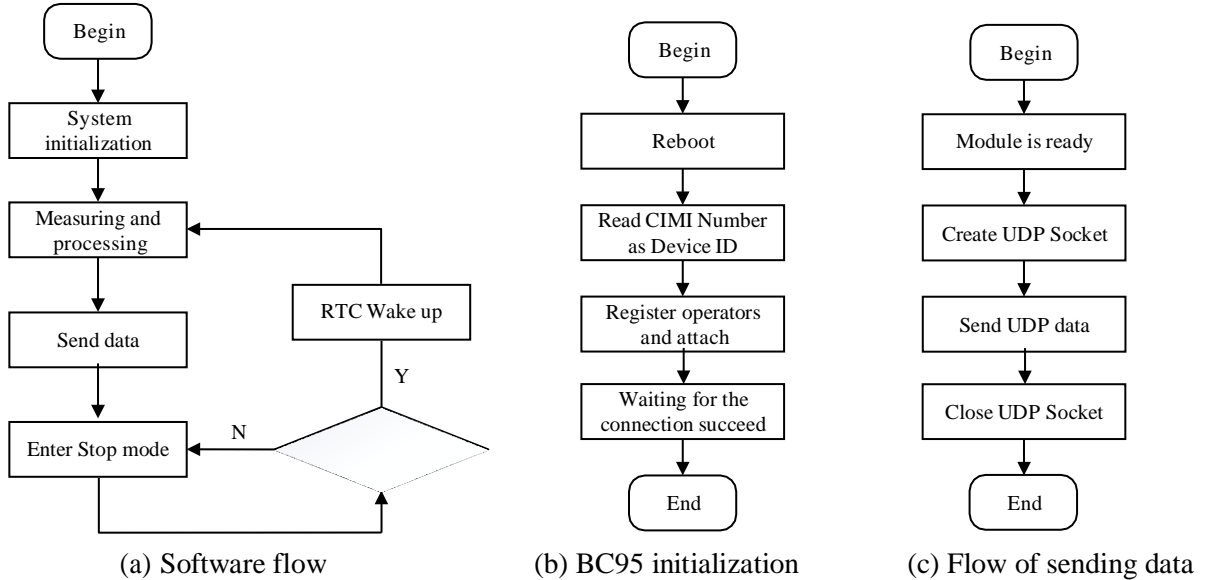 Begin
System
initialization
Measuring and
processing
Send data
Enter Stop mode
RTC Wake up
Y
N
(a) Software flow
Begin
Reboot
Read CIMI Number
as Device ID
Register operators
and attach
Waiting for the
connection succeed
End
(b) BC95 initialization
Begin
Module is ready
Create UDP Socket
Send UDP data
Close UDP Socket
End
(c) Flow of sending data